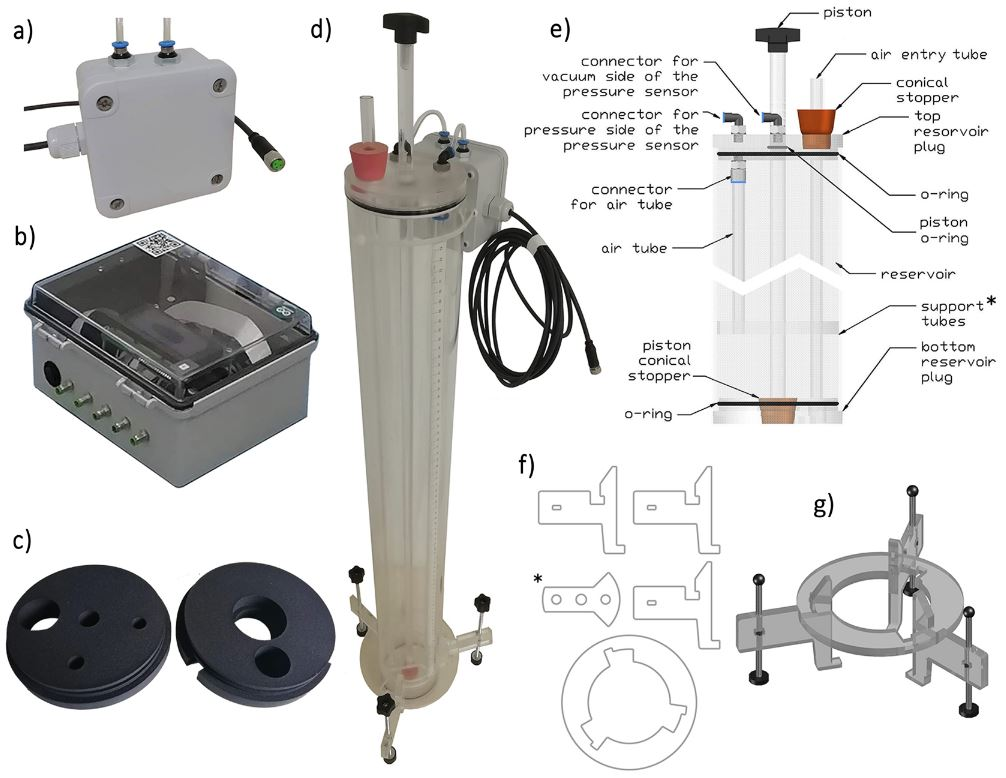 a)
d)
e)
piston
connector for
vacuum side of the
pressure sensor
air entry tube
conical
stopper
connector for
pressure side of the
pressure sensor
top
resorvoir
plug
connector
for air tube
o-ring
piston
o-ring
air tube
reservoir
support*
tubes
piston
conical
stopper
bottom
reservoir
plug
o-ring
b)
c)
f)
*
g)